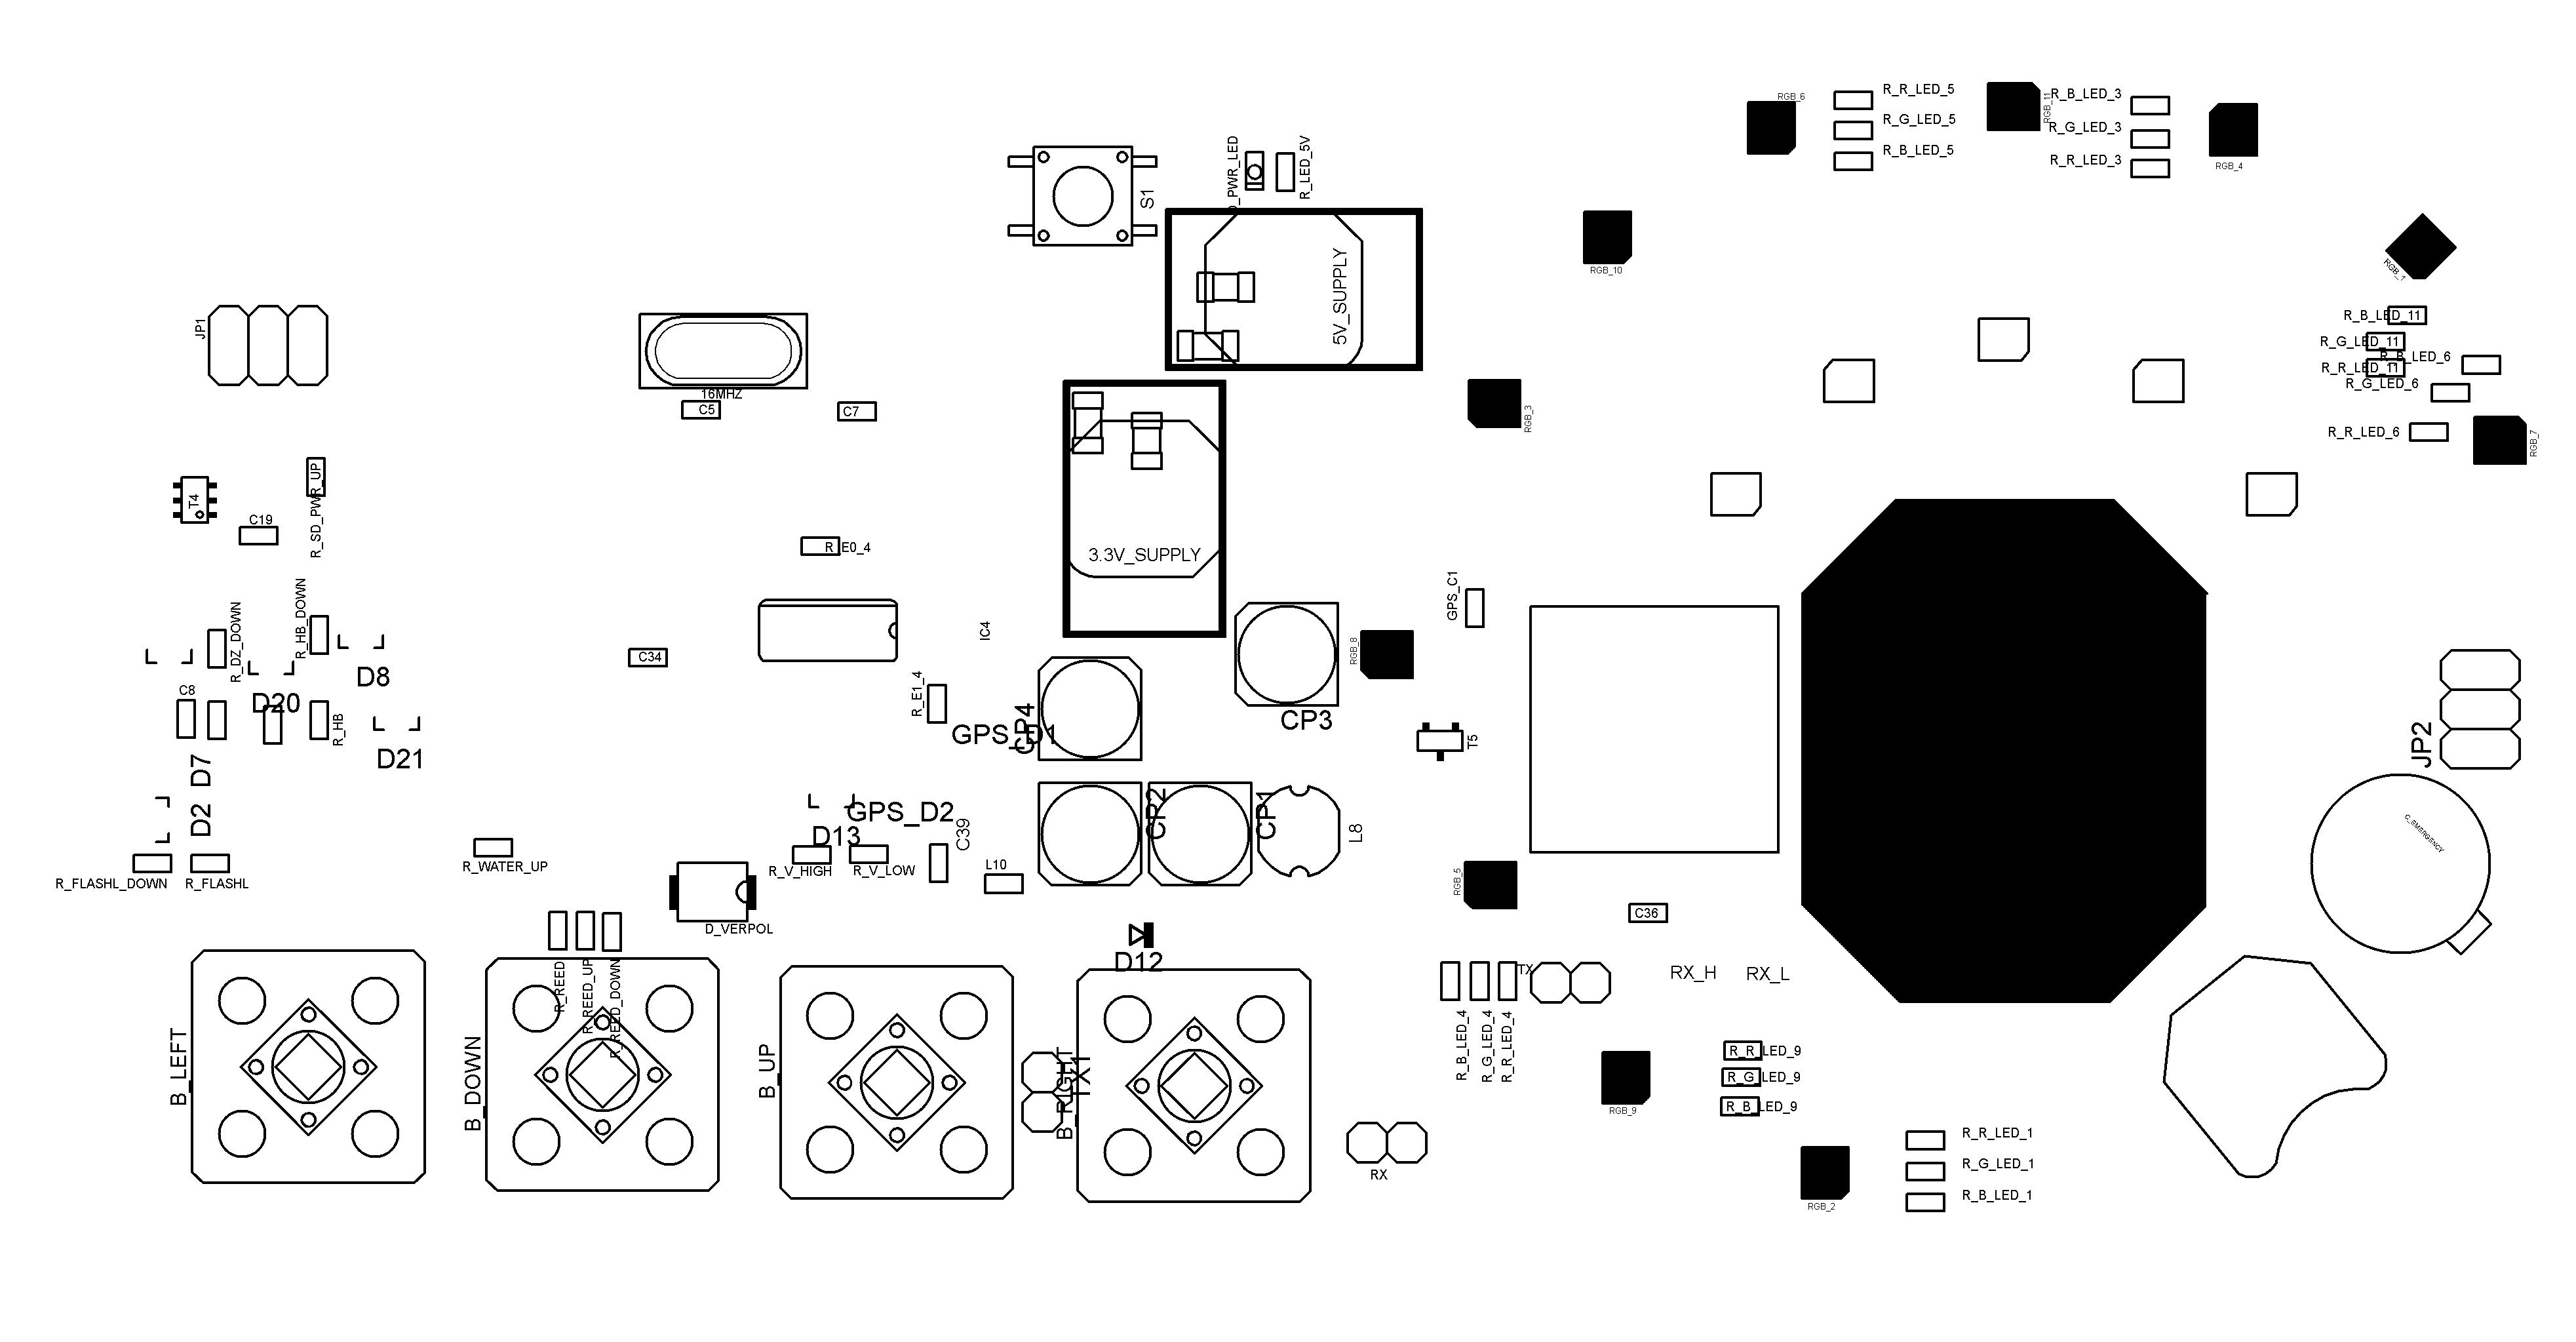 RGB_6
R_R_LED_5
R_B_LED_3
RGB_11
R_G_LED_5
R_G_LED_3
R_B_LED_5
R_R_LED_3
RGB_4
_PWR_LED
R_LED_5V
S1
5V_SUPPLY
RGB_10
RGB_1
JP1
R_B_LED_11
R_G_LED_11
R_B_LED_6
R_R_LED_11
R_G_LED_6
16MHZ
C5
C7
RGB_3
R_R_LED_6
RGB_7
T4
C19
R_SD_PWR_UP
R_E0_4
3.3V_SUPPLY
GPS_C1
R_DZ_DOWN
R_HB_DOWN
IC4
C34
RGB_8
D8
C8
D20
R_HB
R_E1_4
GPS_D1
CP4
CP3
T5
JP2
D21
D7
D2
GPS_D2
D13
C39
CP2
CP1
L8
C_EMERGENCY
R_WATER_UP
R_V_HIGH
R_V_LOW
L10
RGB_5
R_FLASHL_DOWN
R_FLASHL
C36
D_VERPOL
D12
TX
RX_H
RX_L
R_REED
R_REED_UP
R_REED_DOWN
R_B_LED_4
R_G_LED_4
R_R_LED_4
B_LEFT
B_DOWN
B_UP
B_RIGHT
TX1
R_R_LED_9
R_G_LED_9
R_B_LED_9
RGB_9
RX
R_R_LED_1
R_G_LED_1
R_B_LED_1
RGB_2